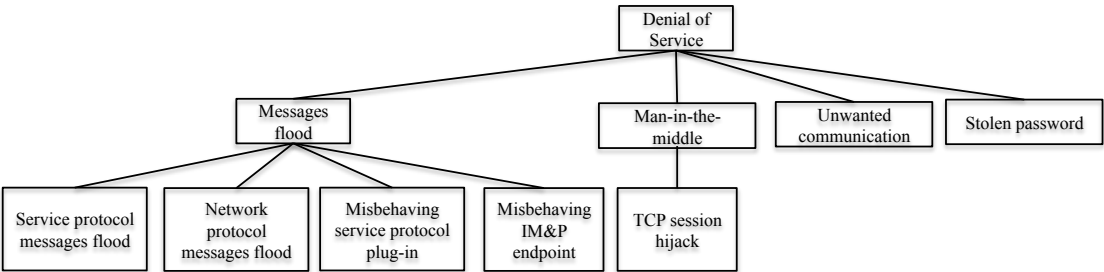 Denial of
Service
Messages
flood
Man-in-the-
middle
Unwanted
communication
Stolen password
Service protocol
messages flood
Network
protocol
messages flood
Misbehaving
service protocol
plug-in
Misbehaving
IM&P
endpoint
TCP session
hijack